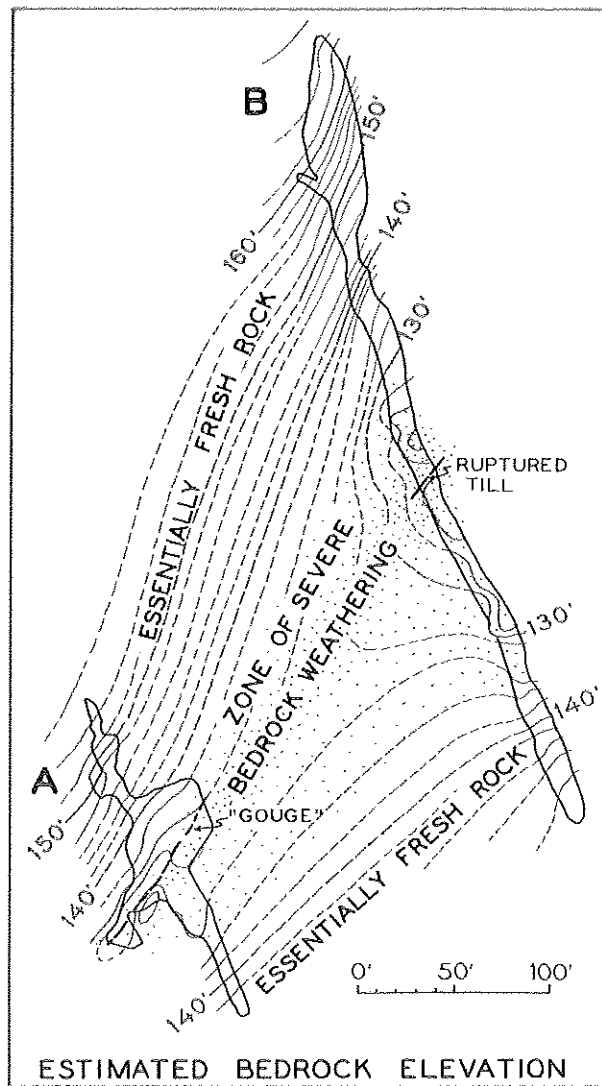 B
150'
140'
160'
130'
ESSENTIALLY FRESH ROCK
RUPTURED
TILL
ZONE OF SEVERE
BEDROCK WEATHERING
130'
140'
A
"GOUGE"
150'
140'
ESSENTIALLY FRESH ROCK
0' 50' 100'
140'
ESTIMATED BEDROCK ELEVATION